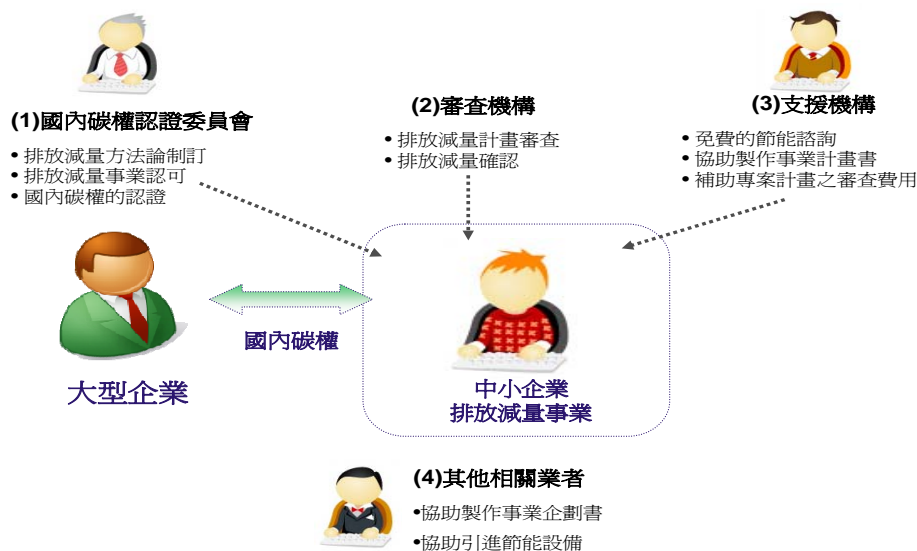 (1)國內碳權認證委員會
• 排放減量方法論制訂
• 排放減量事業認可
• 國內碳權的認證
(2)審查機構
• 排放減量計畫審查
• 排放減量確認
(3)支援機構
• 免費的節能諮詢
• 協助製作事業計畫書
• 補助專案計畫之審查費用
國內碳權
大型企業
中小企業
排放減量事業
(4)其他相關業者
•協助製作事業企劃書
•協助引進節能設備